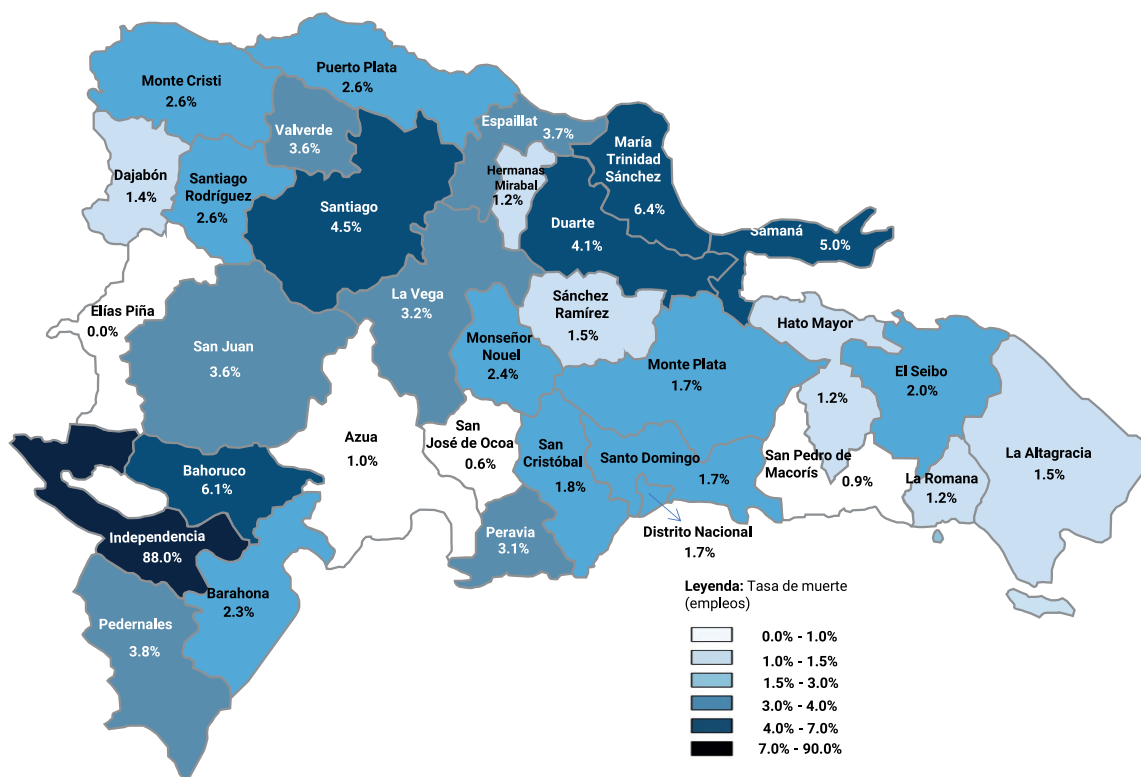 Puerto Plata
2.6%
Monte Cristi
2.6%
Valverde
3.6%
Espaillat
3.7%
María
Trinidad
Sánchez
6.4%
Dajabón
1.4%
Santiago
Rodríguez
2.6%
Hermanas
Mirabal
1.2%
Santiago
4.5%
Duarte
4.1%
Samaná
5.0%
Elías Piña
0.0%
La Vega
3.2%
Sánchez
Ramírez
1.5%
Hato Mayor
1.2%
San Juan
3.6%
Monseñor
Nouel
2.4%
Monte Plata
1.7%
El Seibo
2.0%
Azua
1.0%
San
José de Ocoa
0.6%
San
Cristóbal
1.8%
Santo Domingo
1.7%
San Pedro de
Macorís
0.9%
La Romana
1.2%
La Altagracia
1.5%
Bahoruco
6.1%
Independencia
88.0%
Peravia
3.1%
Distrito Nacional
1.7%
Barahona
2.3%
Pedernales
3.8%
Leyenda: Tasa de muerte
(empleos)
0.0% - 1.0%
1.0% - 1.5%
1.5% - 3.0%
3.0% - 4.0%
4.0% - 7.0%
7.0% - 90.0%